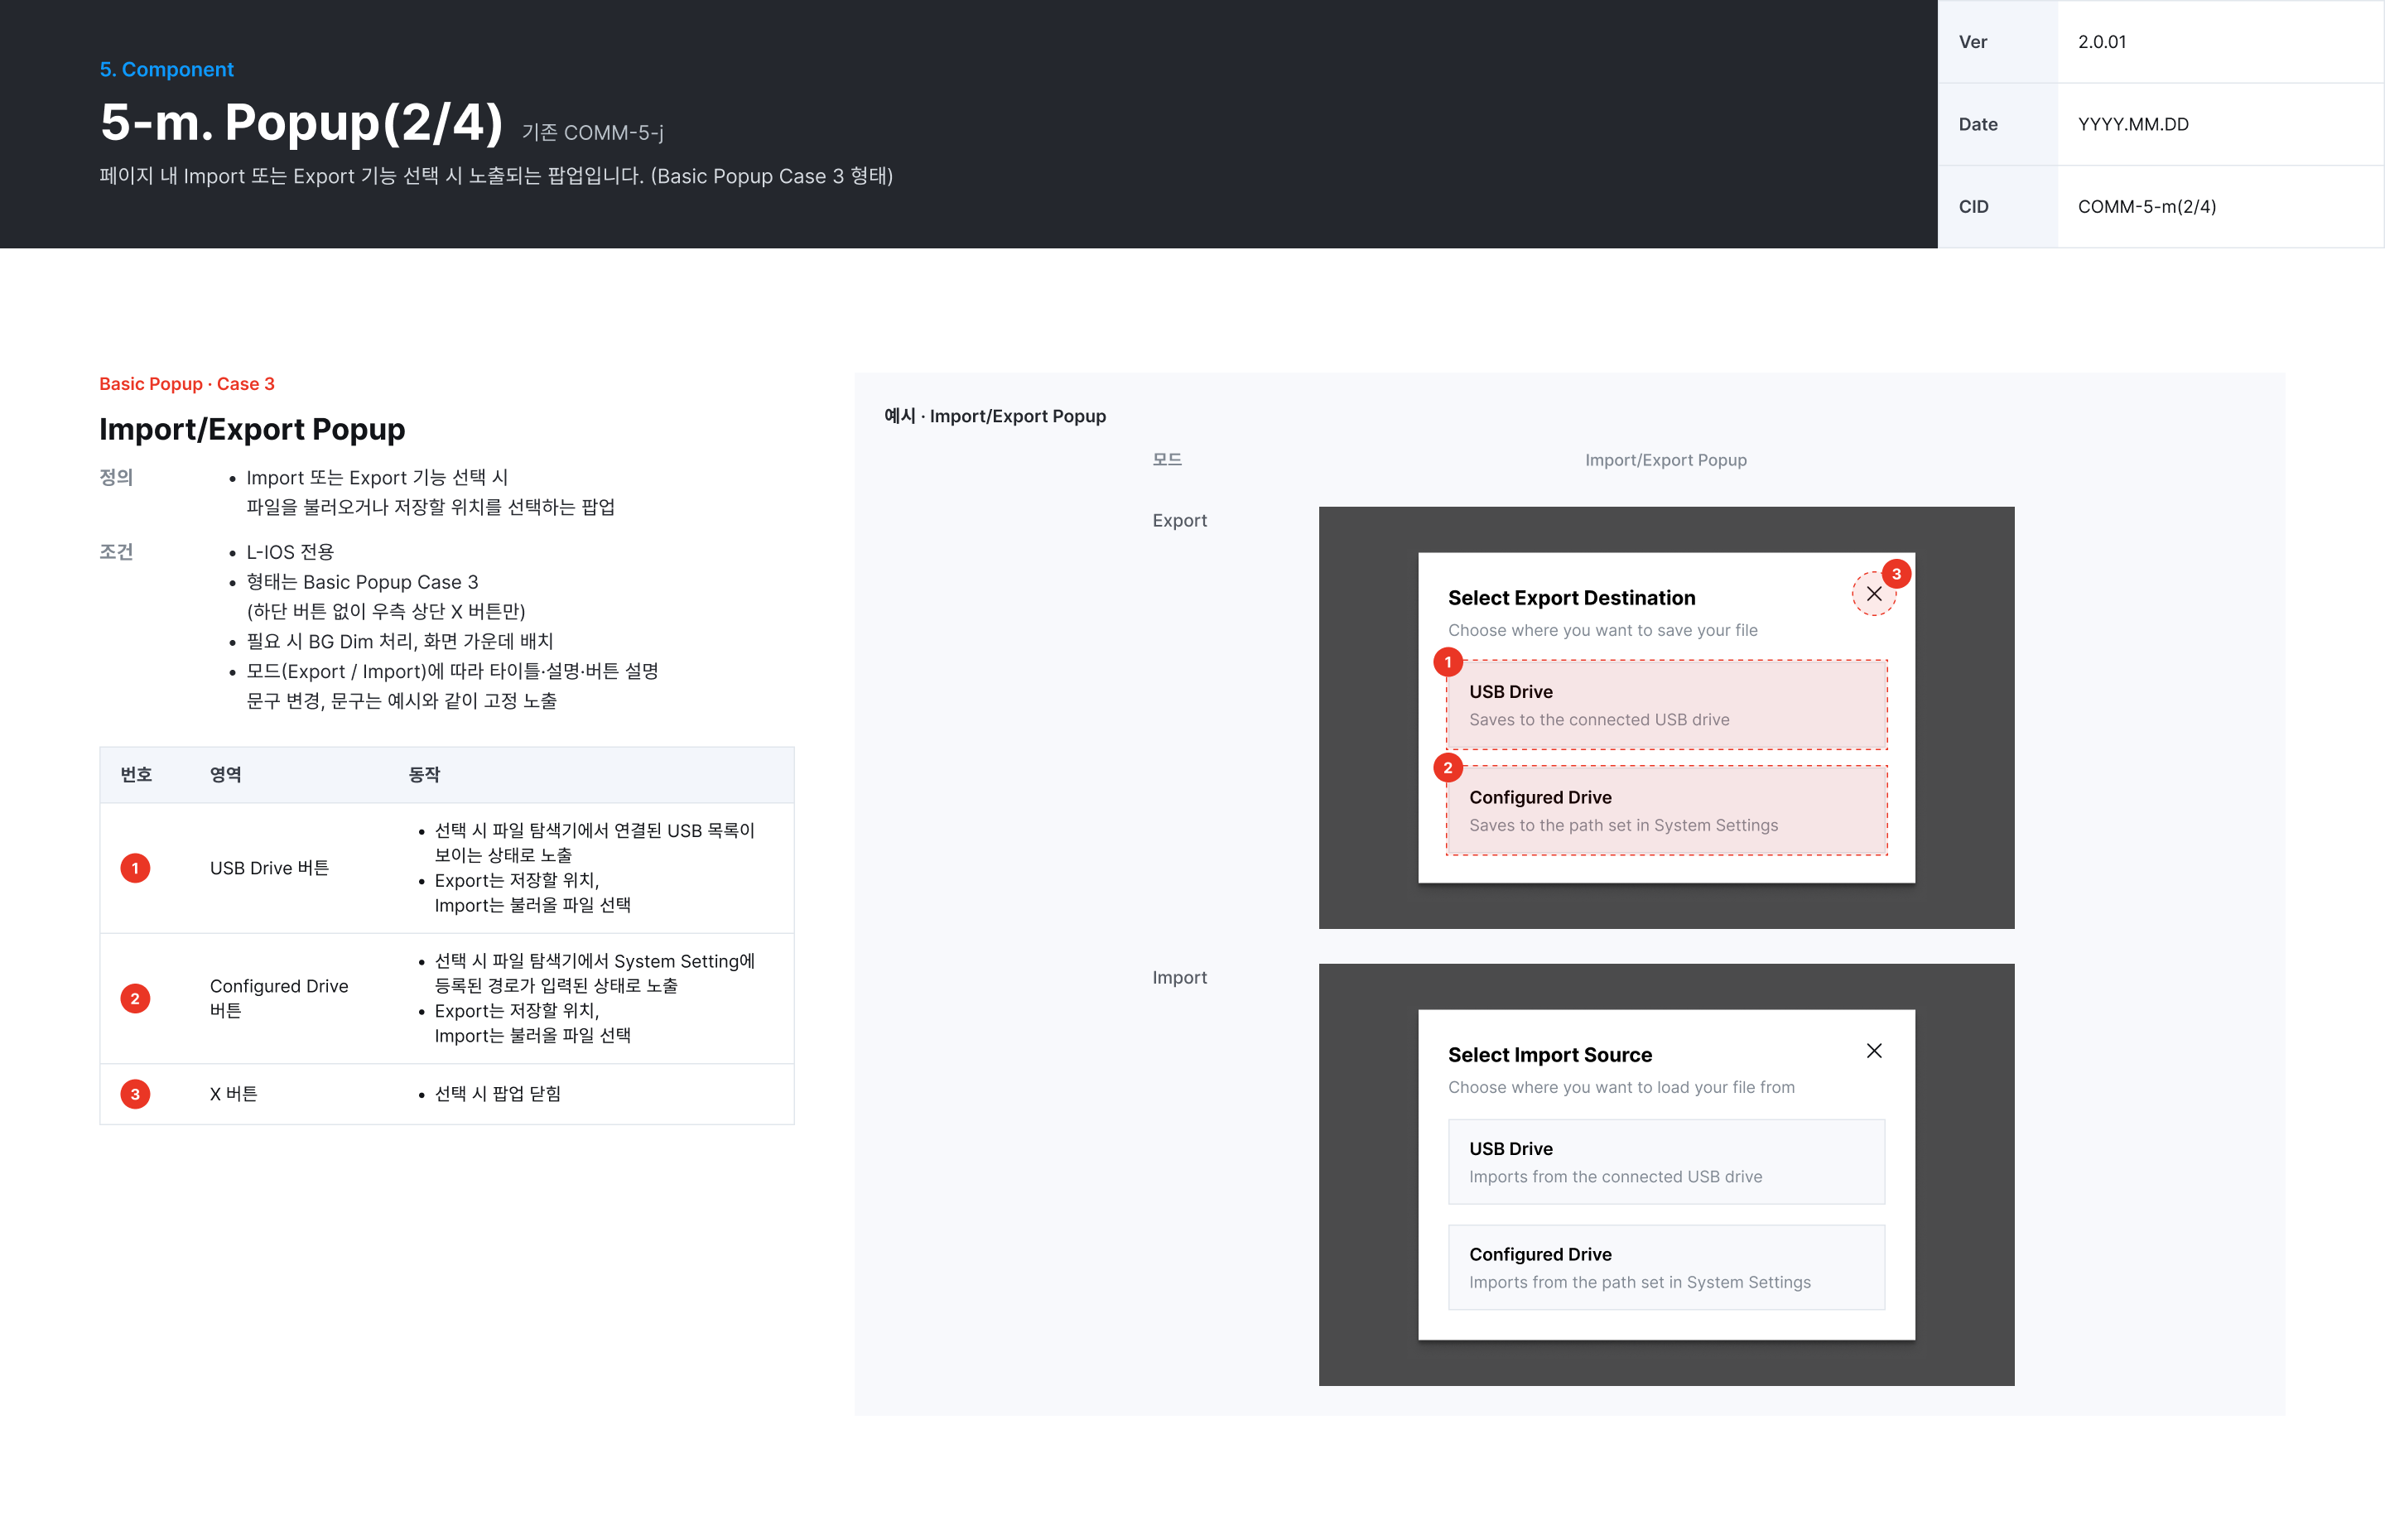 5. Component
5-m. Popup(2/4) 기존 COMM-5-j
페이지 내 Import 또는 Export 기능 선택 시 노출되는 팝업입니다. (Basic Popup Case 3 형태)
Ver 2.0.01
Date YYYY.MM.DD
CID COMM-5-m(2/4)
Basic Popup · Case 3
Import/Export Popup
정의
• Import 또는 Export 기능 선택 시
파일을 불러오거나 저장할 위치를 선택하는 팝업
조건
• L-IOS 전용
• 형태는 Basic Popup Case 3
(하단 버튼 없이 우측 상단 X 버튼만)
• 필요 시 BG Dim 처리, 화면 가운데 배치
• 모드(Export / Import)에 따라 타이틀·설명·버튼 설명
문구 변경, 문구는 예시와 같이 고정 노출
번호 영역 동작
1 USB Drive 버튼
• 선택 시 파일 탐색기에서 연결된 USB 목록이
보이는 상태로 노출
• Export는 저장할 위치,
Import는 불러올 파일 선택
2 Configured Drive
버튼
• 선택 시 파일 탐색기에서 System Setting에
등록된 경로가 입력된 상태로 노출
• Export는 저장할 위치,
Import는 불러올 파일 선택
3 X 버튼
• 선택 시 팝업 닫힘
예시 · Import/Export Popup
모드 Import/Export Popup
Export
3
Select Export Destination
Choose where you want to save your file
1
USB Drive
Saves to the connected USB drive
2
Configured Drive
Saves to the path set in System Settings
Import
Select Import Source
Choose where you want to load your file from
USB Drive
Imports from the connected USB drive
Configured Drive
Imports from the path set in System Settings